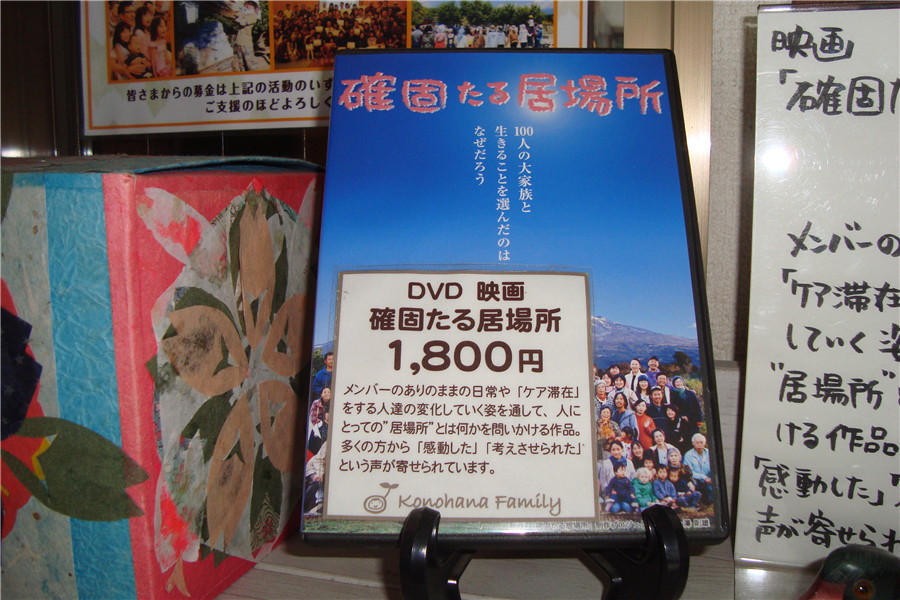 皆さまからの募金は上記の活動のいず
ご支援のほどよろしく
確固たる居場所
100人の大家族と
生きることを選んだのは
なぜだろう
DVD 映画
確固たる居場所
1,800円
メンバーのありのままの日常や「ケア滞在」
をする人達の変化していく姿を通して、人に
とっての"居場所"とは何かを問いかける作品。
多くの方から「感動した」「考えさせられた」
という声が寄せられています。
Konohana Family
映画
「確固た
メンバーの
「ケア滞在
していく姿
"居場所"
ける作品
「感動した」
声が寄せられ